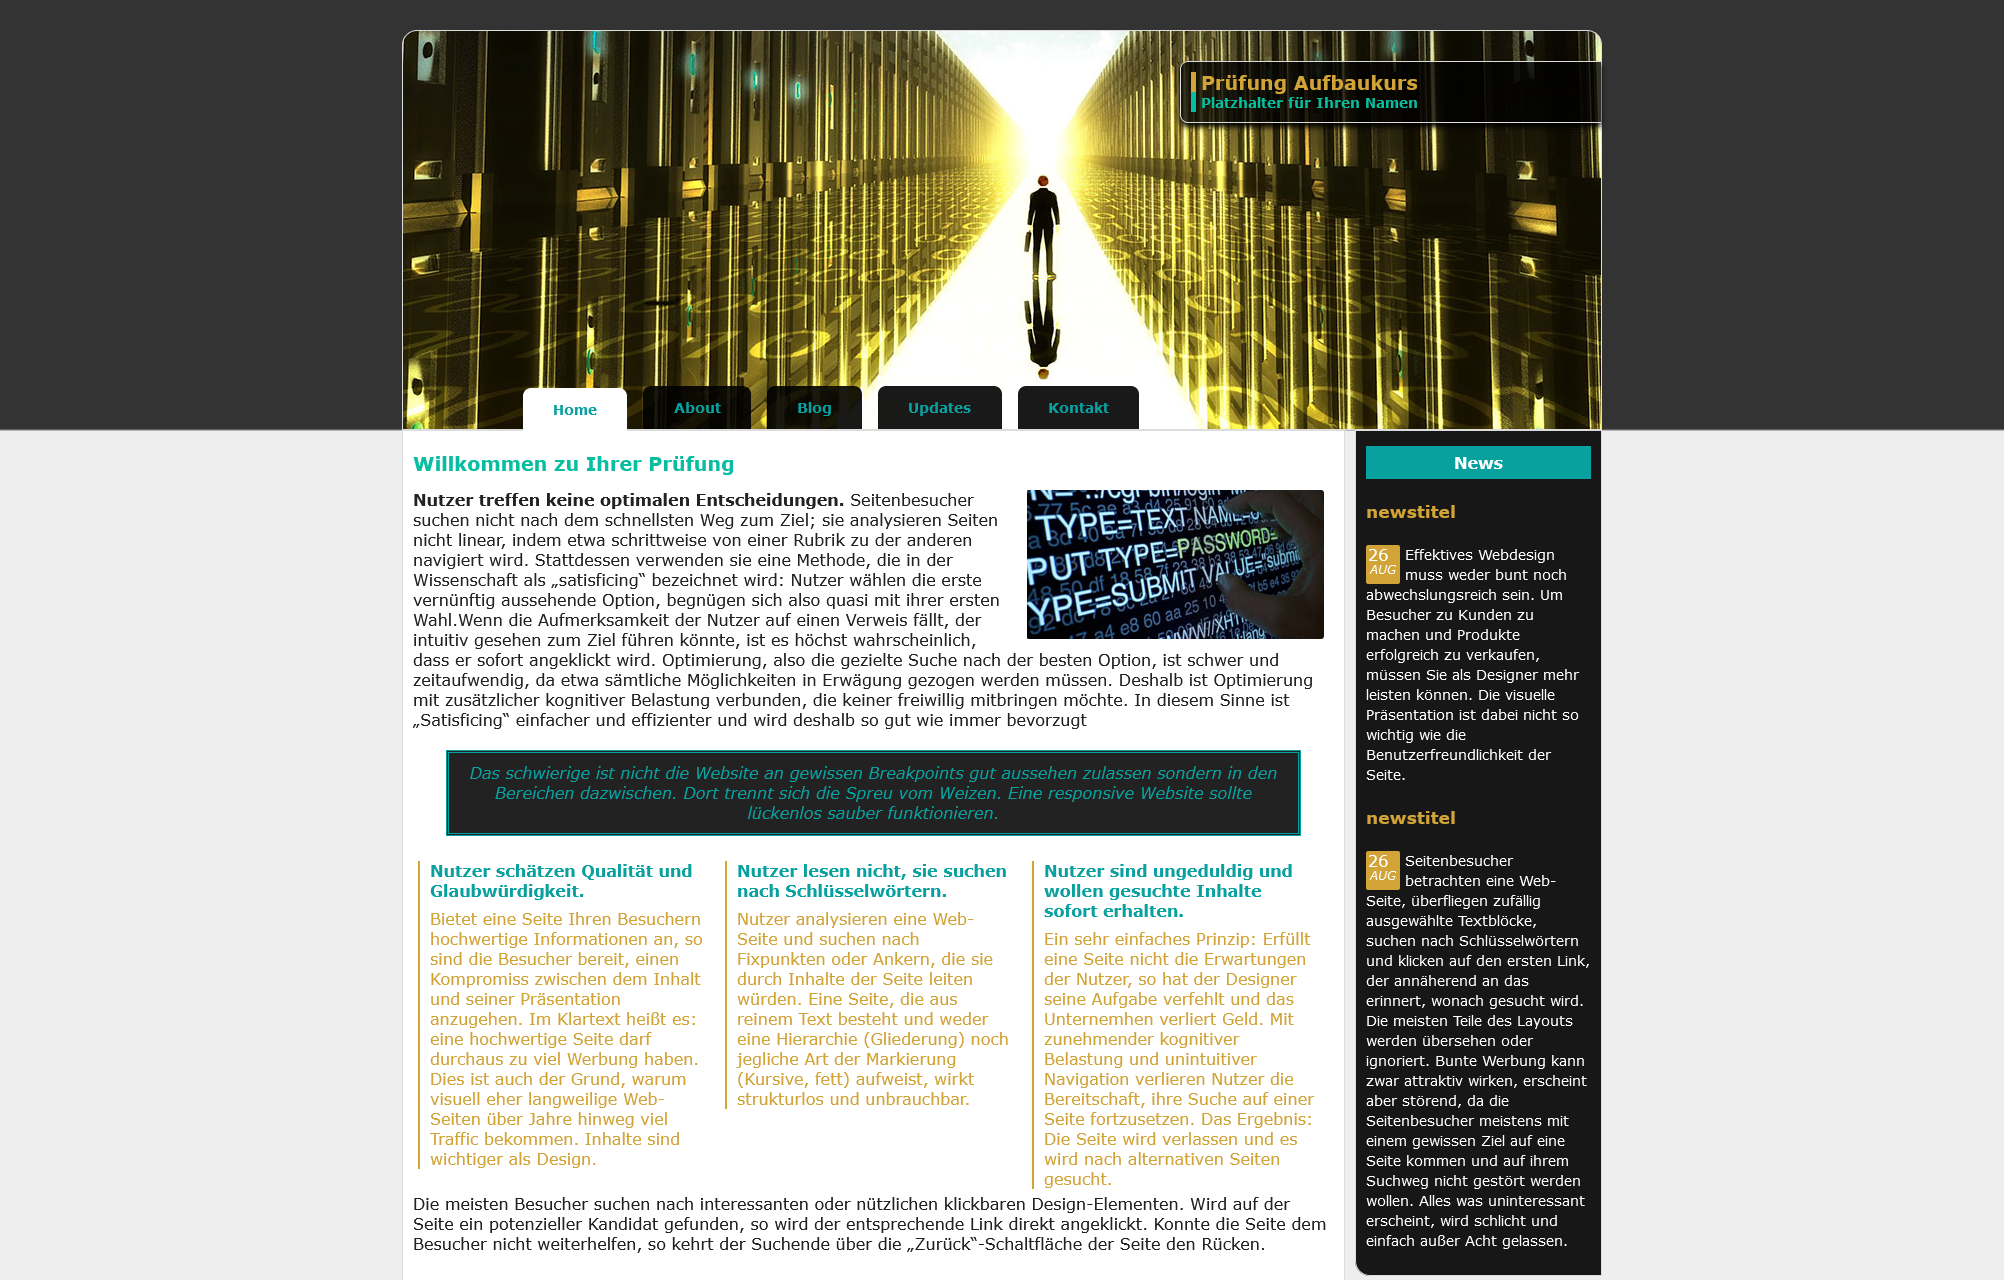 Prüfung Aufbaukurs
Platzhalter für Ihren Namen
Home
About
Blog
Updates
Kontakt
Willkommen zu Ihrer Prüfung
Nutzer treffen keine optimalen Entscheidungen. Seitenbesucher
suchen nicht nach dem schnellsten Weg zum Ziel; sie analysieren Seiten
nicht linear, indem etwa schrittweise von einer Rubrik zu der anderen
navigiert wird. Stattdessen verwenden sie eine Methode, die in der
Wissenschaft als „satisficing“ bezeichnet wird: Nutzer wählen die erste
vernünftig aussehende Option, begnügen sich also quasi mit ihrer ersten
Wahl.Wenn die Aufmerksamkeit der Nutzer auf einen Verweis fällt, der
intuitiv gesehen zum Ziel führen könnte, ist es höchst wahrscheinlich,
dass er sofort angeklickt wird. Optimierung, also die gezielte Suche nach der besten Option, ist schwer und
zeitaufwendig, da etwa sämtliche Möglichkeiten in Erwägung gezogen werden müssen. Deshalb ist Optimierung
mit zusätzlicher kognitiver Belastung verbunden, die keiner freiwillig mitbringen möchte. In diesem Sinne ist
„Satisficing“ einfacher und effizienter und wird deshalb so gut wie immer bevorzugt
TYPE=TEXT
PUT TYPE=PASSWORD=
YPE=SUBMIT VALUE="submit
Das schwierige ist nicht die Website an gewissen Breakpoints gut aussehen zulassen sondern in den
Bereichen dazwischen. Dort trennt sich die Spreu vom Weizen. Eine responsive Website sollte
lückenlos sauber funktionieren.
Nutzer schätzen Qualität und
Glaubwürdigkeit.
Bietet eine Seite Ihren Besuchern
hochwertige Informationen an, so
sind die Besucher bereit, einen
Kompromiss zwischen dem Inhalt
und seiner Präsentation
anzugehen. Im Klartext heißt es:
eine hochwertige Seite darf
durchaus zu viel Werbung haben.
Dies ist auch der Grund, warum
visuell eher langweilige Web-
Seiten über Jahre hinweg viel
Traffic bekommen. Inhalte sind
wichtiger als Design.
Nutzer lesen nicht, sie suchen
nach Schlüsselwörtern.
Nutzer analysieren eine Web-
Seite und suchen nach
Fixpunkten oder Ankern, die sie
durch Inhalte der Seite leiten
würden. Eine Seite, die aus
reinem Text besteht und weder
eine Hierarchie (Gliederung) noch
jegliche Art der Markierung
(Kursive, fett) aufweist, wirkt
strukturlos und unbrauchbar.
Nutzer sind ungeduldig und
wollen gesuchte Inhalte
sofort erhalten.
Ein sehr einfaches Prinzip: Erfüllt
eine Seite nicht die Erwartungen
der Nutzer, so hat der Designer
seine Aufgabe verfehlt und das
Unternemhen verliert Geld. Mit
zunehmender kognitiver
Belastung und unintuitiver
Navigation verlieren Nutzer die
Bereitschaft, ihre Suche auf einer
Seite fortzusetzen. Das Ergebnis:
Die Seite wird verlassen und es
wird nach alternativen Seiten
gesucht.
Die meisten Besucher suchen nach interessanten oder nützlichen klickbaren Design-Elementen. Wird auf der
Seite ein potenzieller Kandidat gefunden, so wird der entsprechende Link direkt angeklickt. Konnte die Seite dem
Besucher nicht weiterhelfen, so kehrt der Suchende über die „Zurück“-Schaltfläche der Seite den Rücken.
News
newstitel
26
AUG
Effektives Webdesign
muss weder bunt noch
abwechslungsreich sein. Um
Besucher zu Kunden zu
machen und Produkte
erfolgreich zu verkaufen,
müssen Sie als Designer mehr
leisten können. Die visuelle
Präsentation ist dabei nicht so
wichtig wie die
Benutzerfreundlichkeit der
Seite.
newstitel
26
AUG
Seitenbesucher
betrachten eine Web-
Seite, überfliegen zufällig
ausgewählte Textblöcke,
suchen nach Schlüsselwörtern
und klicken auf den ersten Link,
der annäherend an das
erinnert, wonach gesucht wird.
Die meisten Teile des Layouts
werden übersehen oder
ignoriert. Bunte Werbung kann
zwar attraktiv wirken, erscheint
aber störend, da die
Seitenbesucher meistens mit
einem gewissen Ziel auf eine
Seite kommen und auf ihrem
Suchweg nicht gestört werden
wollen. Alles was uninteressant
erscheint, wird schlicht und
einfach außer Acht gelassen.